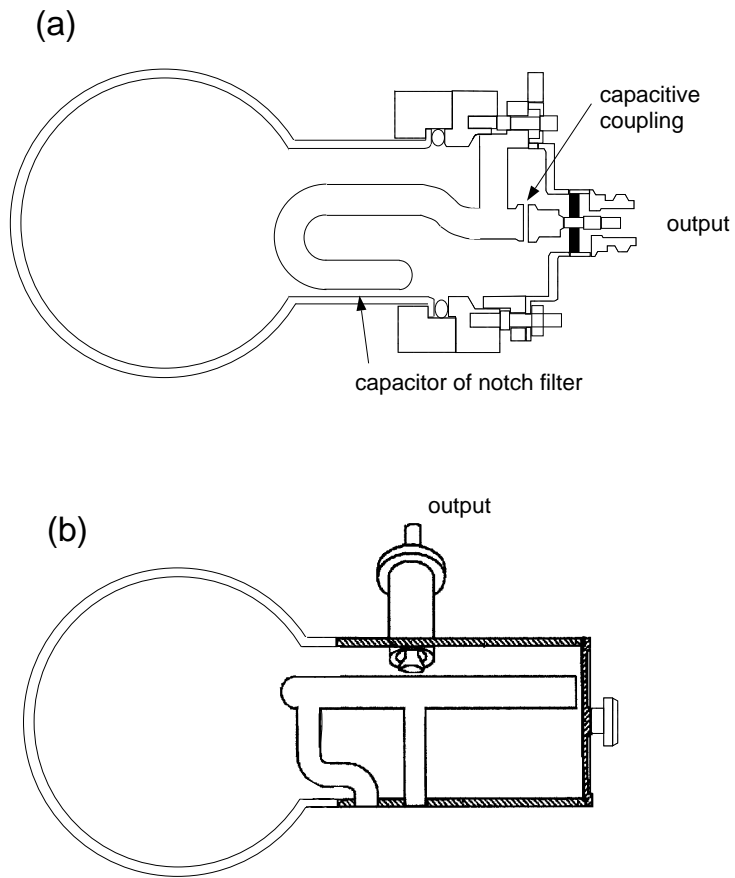 (a)
capacitive
coupling
output
capacitor of notch filter
output
(b)